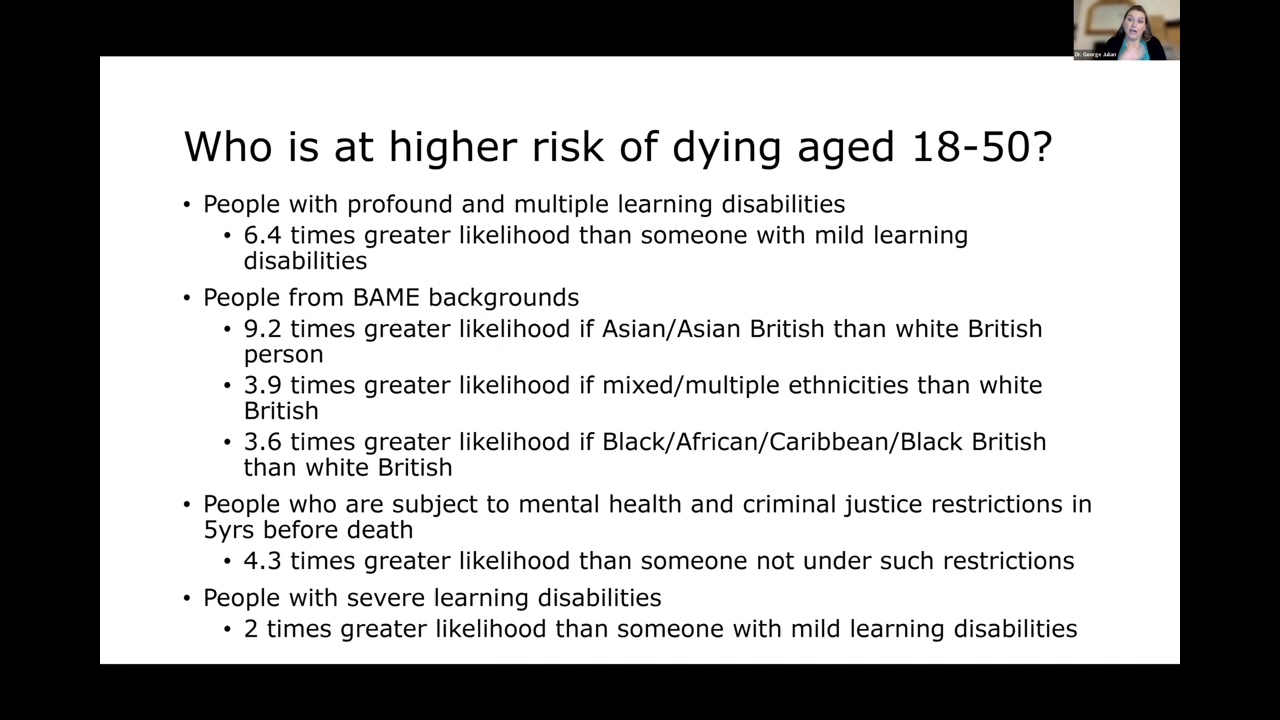 Dr. George Julian
Who is at higher risk of dying aged 18-50?
• People with profound and multiple learning disabilities
• 6.4 times greater likelihood than someone with mild learning
disabilities
• People from BAME backgrounds
• 9.2 times greater likelihood if Asian/Asian British than white British
person
• 3.9 times greater likelihood if mixed/multiple ethnicities than white
British
• 3.6 times greater likelihood if Black/African/Caribbean/Black British
than white British
• People who are subject to mental health and criminal justice restrictions in
5yrs before death
• 4.3 times greater likelihood than someone not under such restrictions
• People with severe learning disabilities
• 2 times greater likelihood than someone with mild learning disabilities